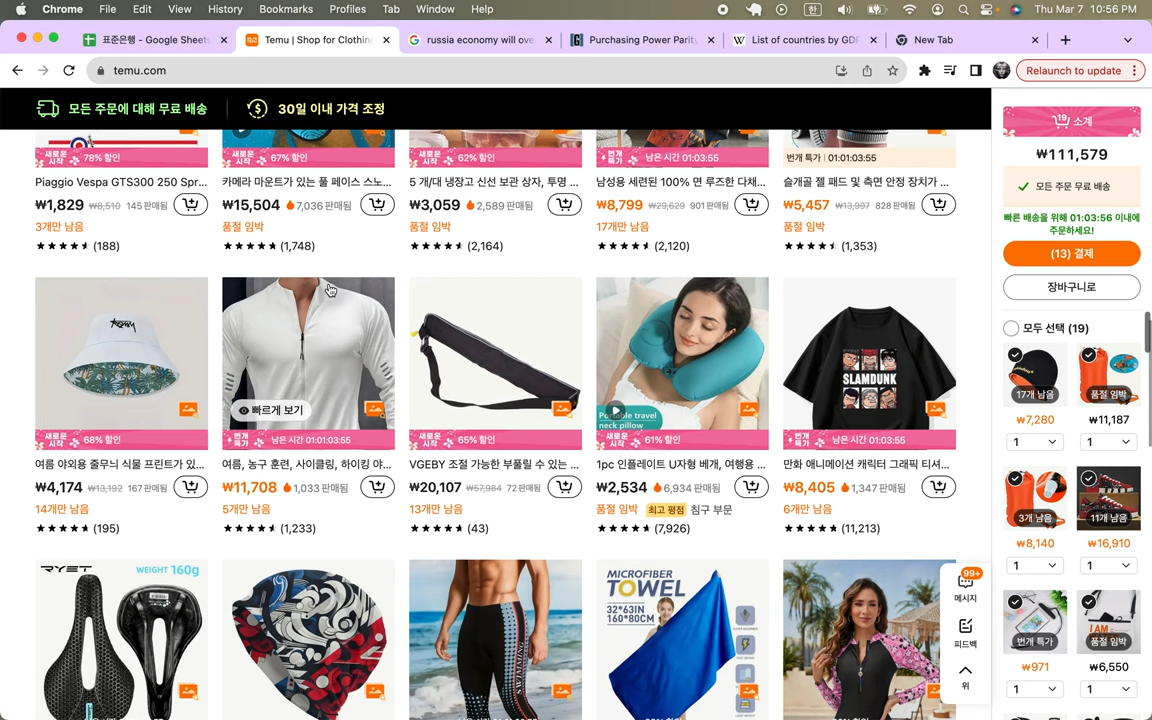 Chrome File Edit View History Bookmarks Profiles Tab Window Help
한
Thu Mar 7 10:56 PM
표준은행 - Google Sheets
Temu | Shop for Clothin
russia economy will ove
Purchasing Power Parity
List of countries by GDP
New Tab
temu.com
Relaunch to update
모든 주문에 대해 무료 배송
30일 이내 가격 조정
새로운 시작 78% 할인
새로운 시작 67% 할인
새로운 시작 62% 할인
번개 특가 남은 시간 01:03:55
번개 특가 | 01:01:03:55
Piaggio Vespa GTS300 250 Spr...
카메라 마운트가 있는 풀 페이스 스노...
5 개/대 냉장고 신선 보관 상자, 투명 ...
남성용 세련된 100% 면 루즈한 다채...
슬개골 젤 패드 및 측면 안정 장치가 ...
₩1,829 ₩8,510 145 판매됨
₩15,504 7,036 판매됨
₩3,059 2,589 판매됨
₩8,799 ₩29,629 901 판매됨
₩5,457 ₩13,997 828 판매됨
3개만 남음
품절 임박
품절 임박
17개만 남음
품절 임박
(188)
(1,748)
(2,164)
(2,120)
(1,353)
빠르게 보기
Portable travel
neck pillow
SLAMDUNK
새로운 시작 68% 할인
번개 특가 남은 시간 01:01:03:55
새로운 시작 65% 할인
새로운 시작 61% 할인
번개 특가 남은 시간 01:01:03:55
여름 야외용 줄무늬 식물 프린트가 있...
여름, 농구 훈련, 사이클링, 하이킹 야...
VGEBY 조절 가능한 부풀릴 수 있는 ...
1pc 인플레이트 U자형 베개, 여행용 ...
만화 애니메이션 캐릭터 그래픽 티셔...
₩4,174 ₩13,192 167 판매됨
₩11,708 1,033 판매됨
₩20,107 ₩57,984 72 판매됨
₩2,534 6,934 판매됨
₩8,405 1,347 판매됨
14개만 남음
5개만 남음
13개만 남음
품절 임박 최고 평점 침구 부문
6개만 남음
(195)
(1,233)
(43)
(7,926)
(11,213)
RYET WEIGHT 160g
MICROFIBER
TOWEL
32*63IN
160*80CM
99+
메시지
피드백
위
19 소계
₩111,579
모든 주문 무료 배송
빠른 배송을 위해 01:03:56 이내에
주문하세요!
(13) 결제
장바구니로
모두 선택 (19)
17개 남음
품절 임박
₩7,280
₩11,187
1
1
3개 남음
11개 남음
₩8,140
₩16,910
1
1
번개 특가
I AM
품절 임박
₩971
₩6,550
1
1